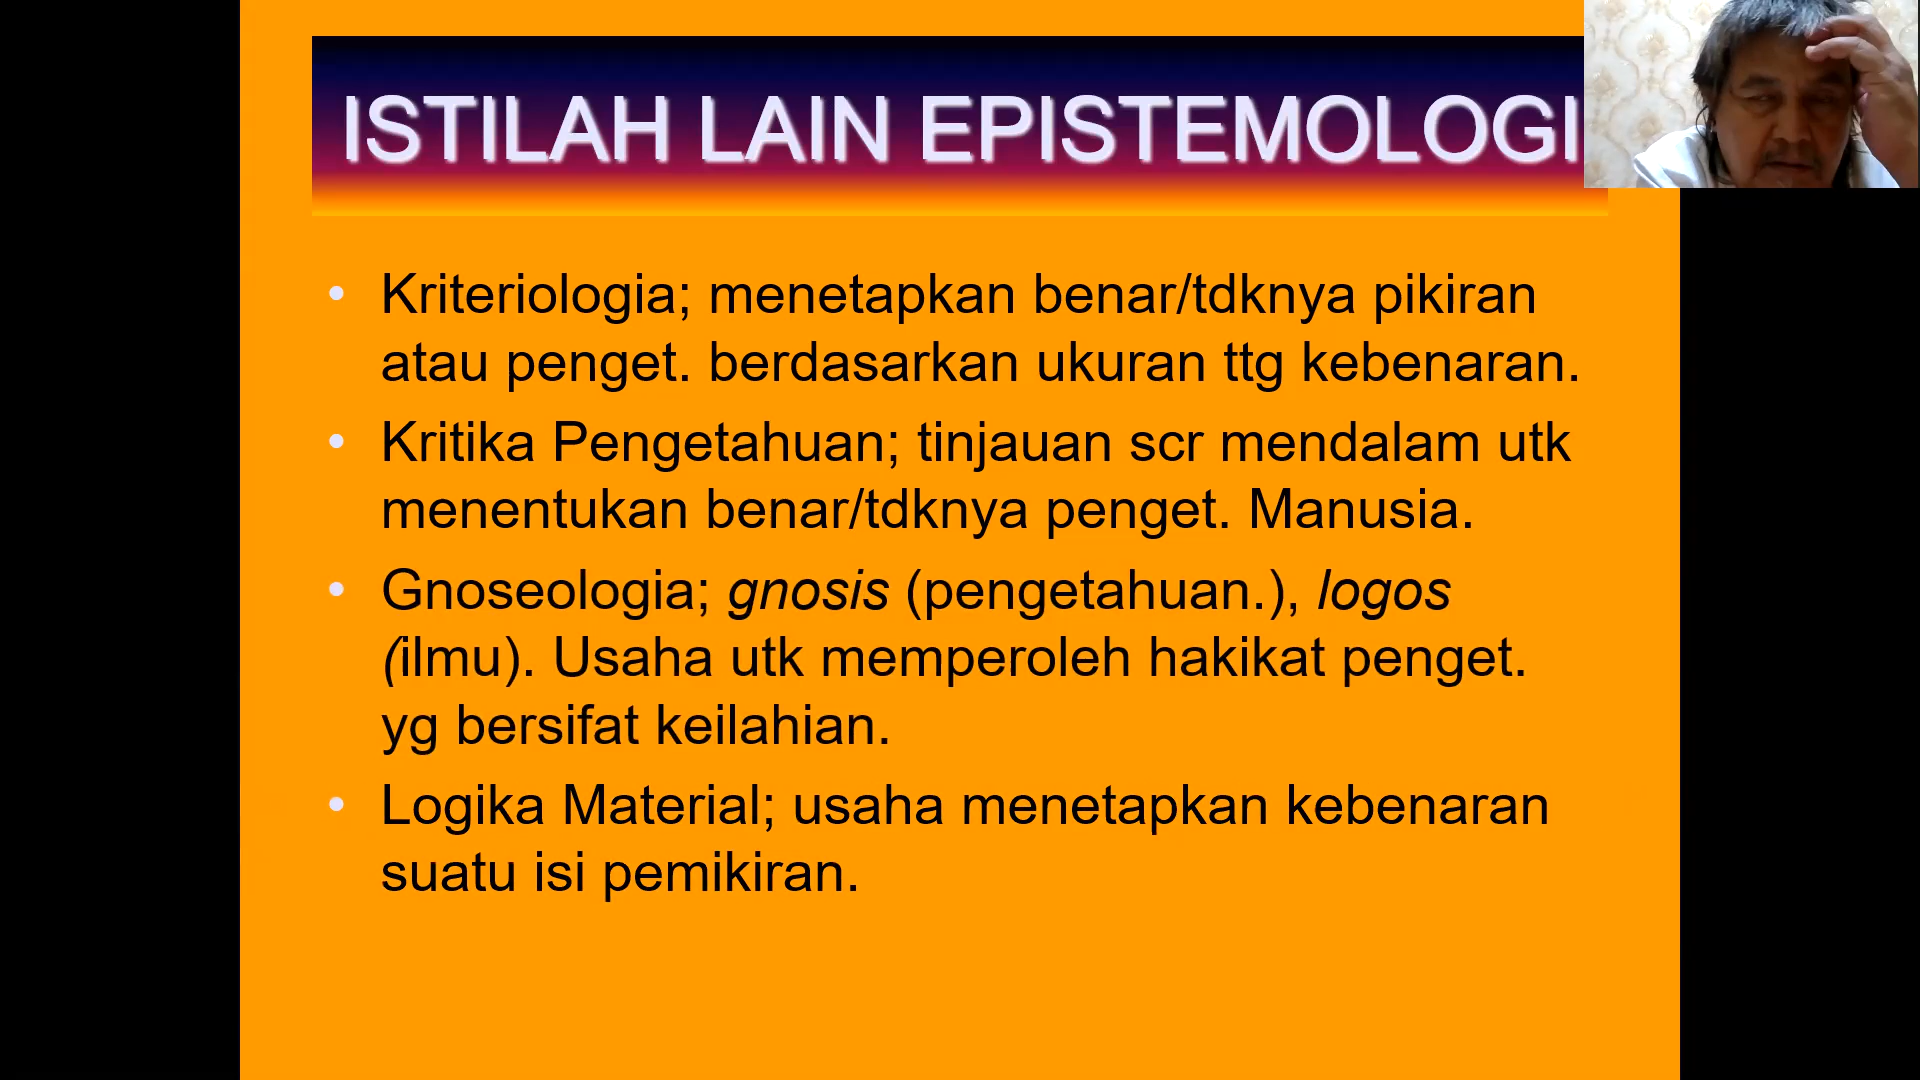 ISTILAH LAIN EPISTEMOLOGI
• Kriteriologia; menetapkan benar/tdknya pikiran
atau penget. berdasarkan ukuran ttg kebenaran.
• Kritika Pengetahuan; tinjauan scr mendalam utk
menentukan benar/tdknya penget. Manusia.
• Gnoseologia; gnosis (pengetahuan.), logos
(ilmu). Usaha utk memperoleh hakikat penget.
yg bersifat keilahian.
• Logika Material; usaha menetapkan kebenaran
suatu isi pemikiran.